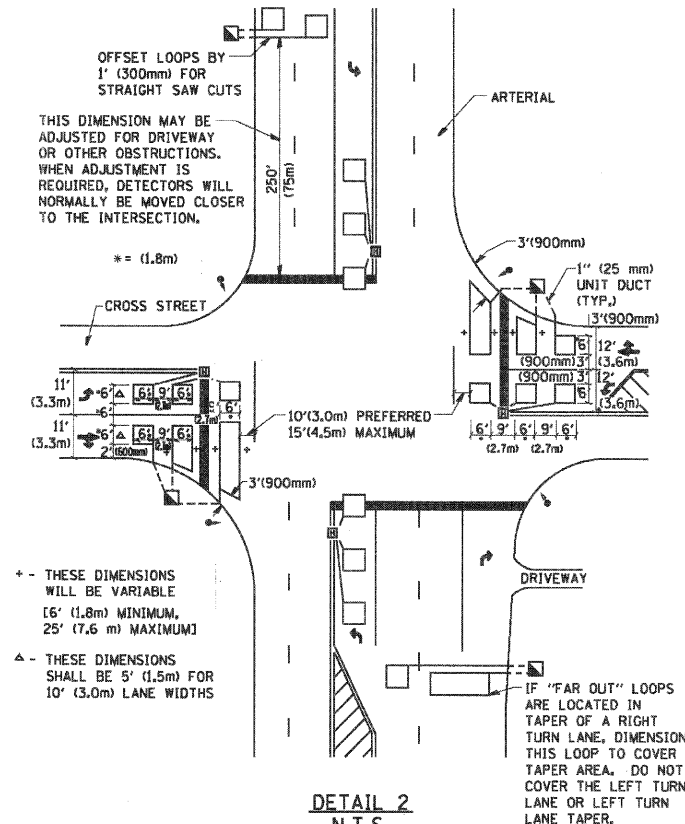 OFFSET LOOPS BY
1' (300mm) FOR
STRAIGHT SAW CUTS
THIS DIMENSION MAY BE
ADJUSTED FOR DRIVEWAY
OR OTHER OBSTRUCTIONS.
WHEN ADJUSTMENT IS
REQUIRED, DETECTORS WILL
NORMALLY BE MOVED CLOSER
TO THE INTERSECTION.
250'
(75m)
ARTERIAL
* = (1.8m)
3'(900mm)
1" (25 mm)
UNIT DUCT
(TYP.)
3'(900mm)
CROSS STREET
6'
12'
(3.6m)
(900mm)3'
(900mm)3'
12'
(3.6m)
6'
11'
(3.3m)
6'
6'
9'
6'
6'
6'
(2.7m)
11'
(3.3m)
6'
6'
9'
6'
2'
(600mm)
10'(3.0m) PREFERRED
15'(4.5m) MAXIMUM
6' 9' 6' 9' 6'
(2.7m) (2.7m)
3'(900mm)
+ - THESE DIMENSIONS
WILL BE VARIABLE
[6' (1.8m) MINIMUM,
25' (7.6 m) MAXIMUM]
△ - THESE DIMENSIONS
SHALL BE 5' (1.5m) FOR
10' (3.0m) LANE WIDTHS
DRIVEWAY
IF "FAR OUT" LOOPS
ARE LOCATED IN
TAPER OF A RIGHT
TURN LANE, DIMENSION
THIS LOOP TO COVER
TAPER AREA. DO NOT
COVER THE LEFT TURN
LANE OR LEFT TURN
LANE TAPER.
DETAIL 2
N.T.S.